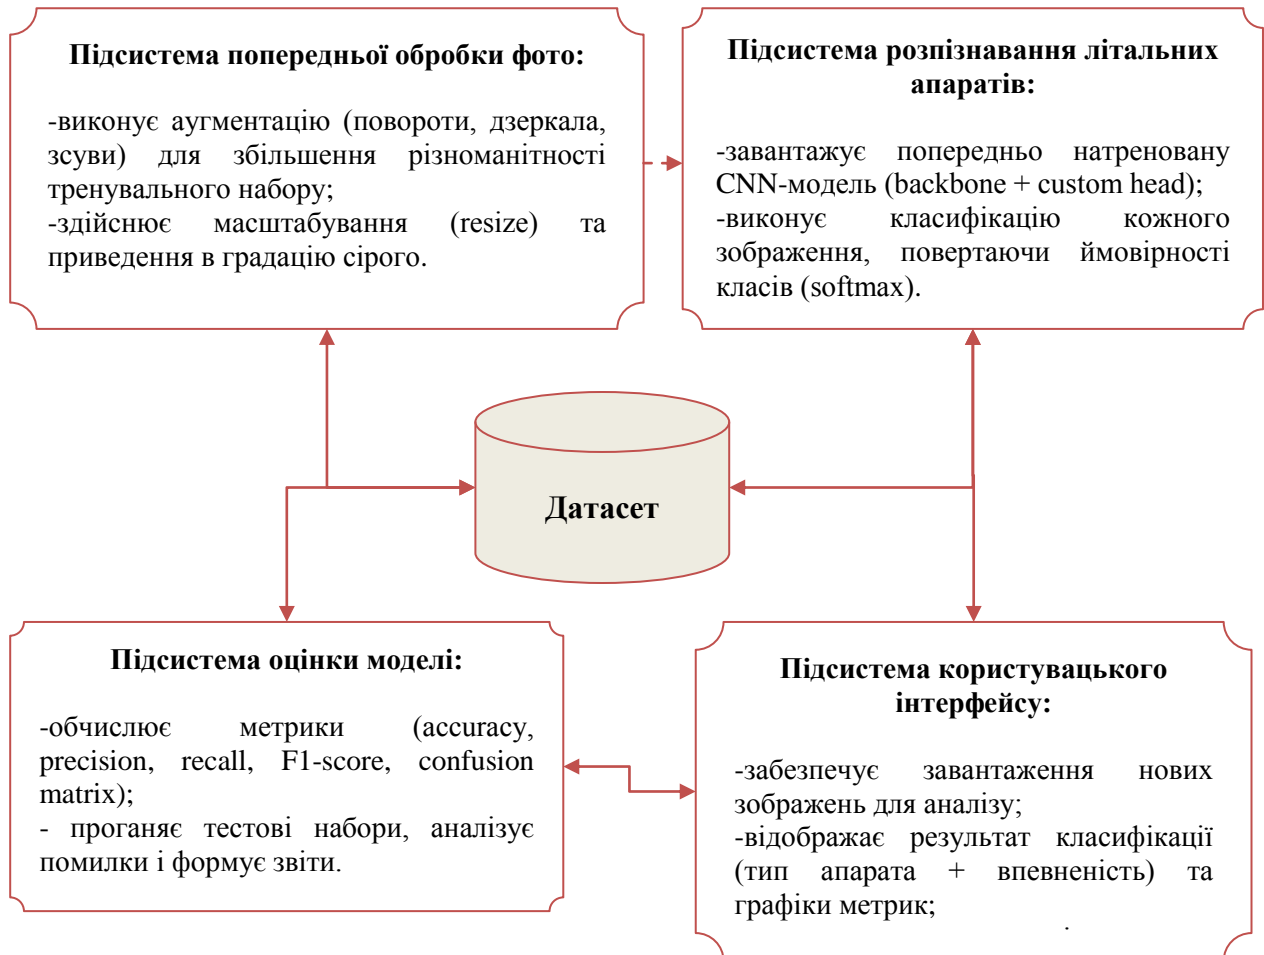 Підсистема попередньої обробки фото:
-виконує аугментацію (повороти, дзеркала,
зсуви) для збільшення різноманітності
тренувального набору;
-здійснює масштабування (resize) та
приведення в градацію сірого.
Підсистема розпізнавання літальних
апаратів:
-завантажує попередньо натреновану
CNN-модель (backbone + custom head);
-виконує класифікацію кожного
зображення, повертаючи ймовірності
класів (softmax).
Датасет
Підсистема оцінки моделі:
-обчислює метрики (accuracy,
precision, recall, F1-score, confusion
matrix);
- проганяє тестові набори, аналізує
помилки і формує звіти.
Підсистема користувацького
інтерфейсу:
-забезпечує завантаження нових
зображень для аналізу;
-відображає результат класифікації
(тип апарата + впевненість) та
графіки метрик;
.